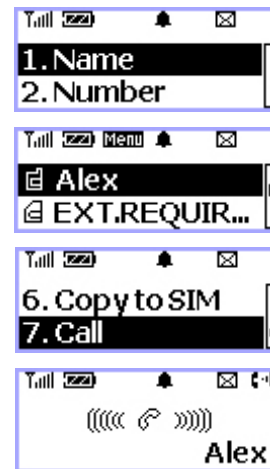 1. Name
2. Number
Menu
Alex
EXT.REQUIR...
6. Copy to SIM
7. Call
Alex